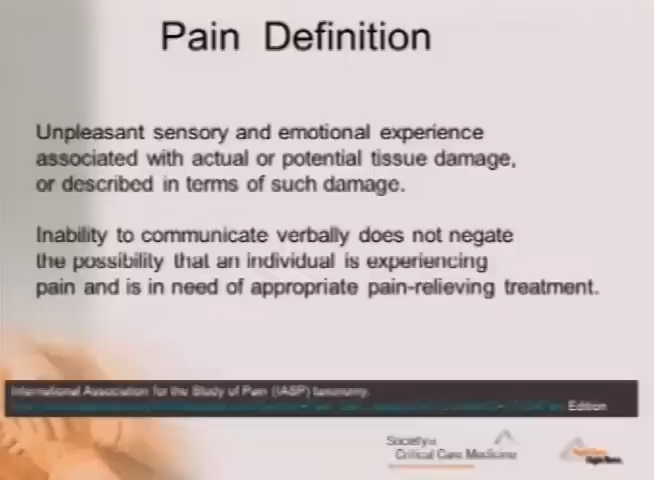 Pain Definition
Unpleasant sensory and emotional experience
associated with actual or potential tissue damage,
or described in terms of such damage.
Inability to communicate verbally does not negate
the possibility that an individual is experiencing
pain and is in need of appropriate pain-relieving treatment.
International Association for the Study of Pain (IASP) taxonomy.
Edition
Society of
Critical Care Medicine